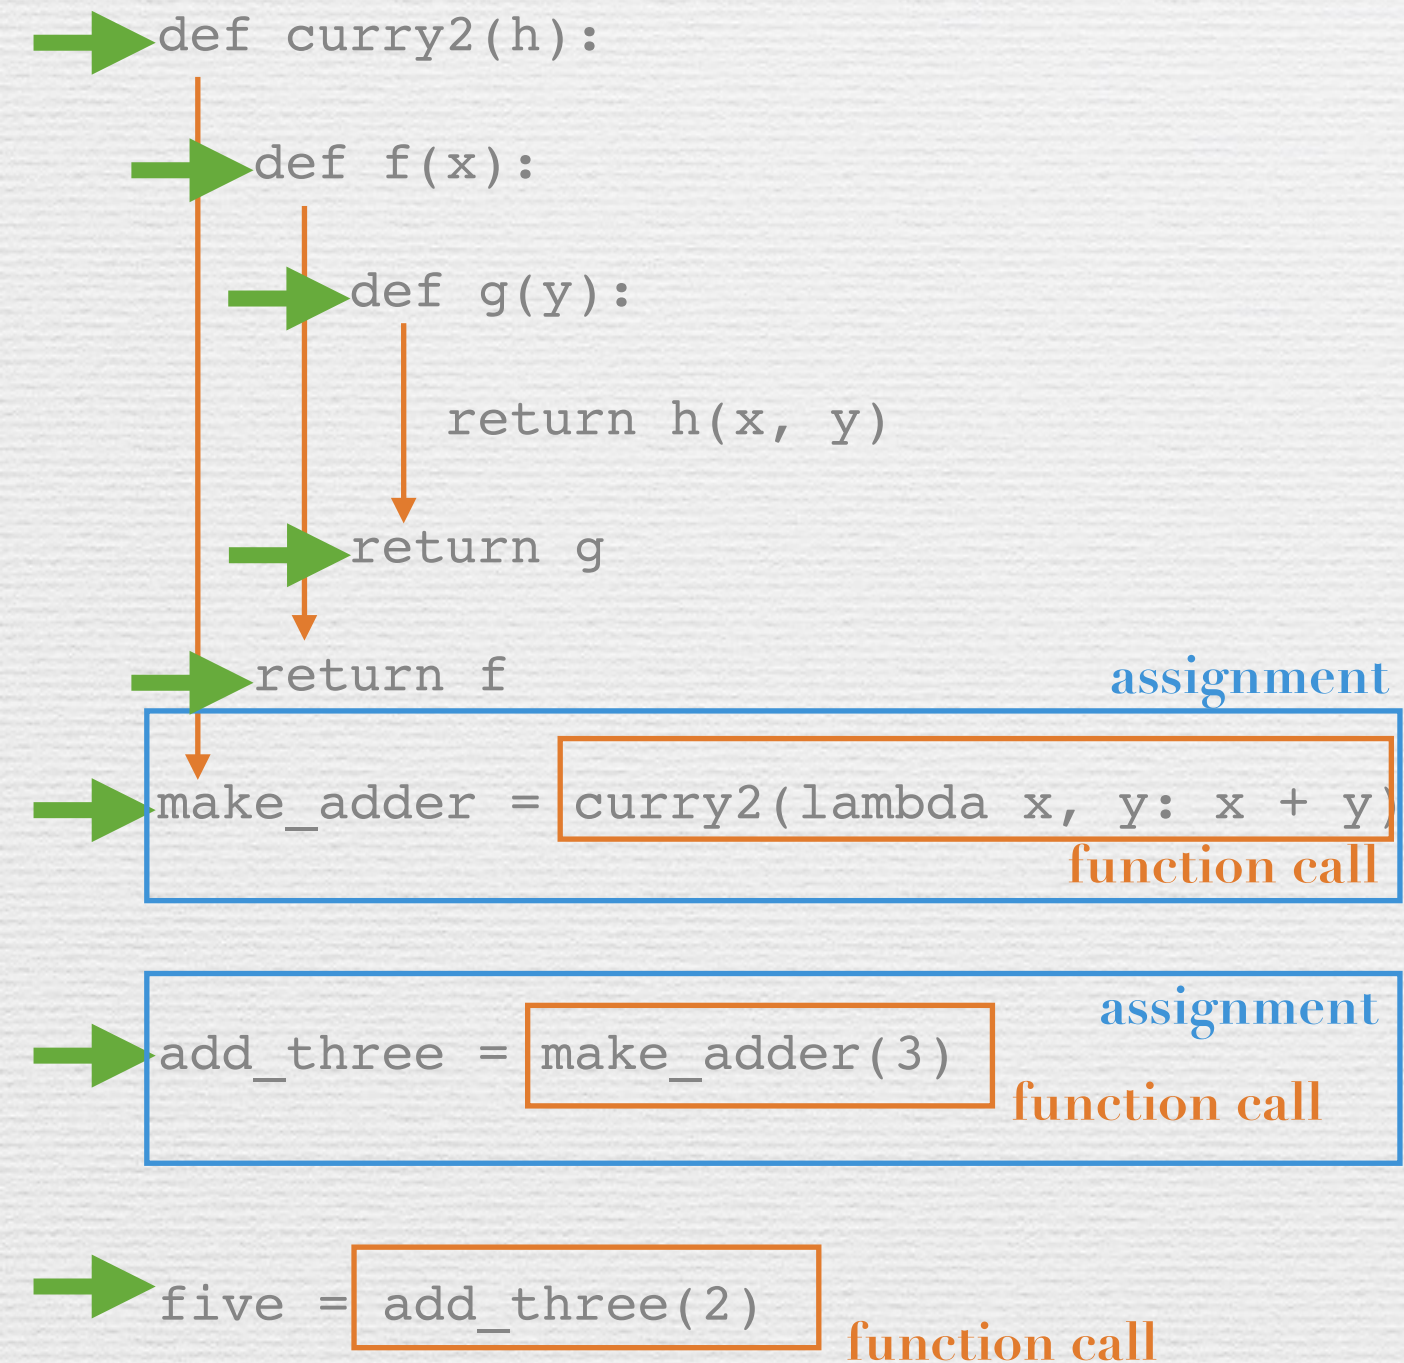 def curry2(h):
def f(x):
def g(y):
return h(x, y)
return g
return f
assignment
make_adder = curry2(lambda x, y: x + y)
function call
assignment
add_three = make_adder(3)
function call
five = add_three(2)
function call